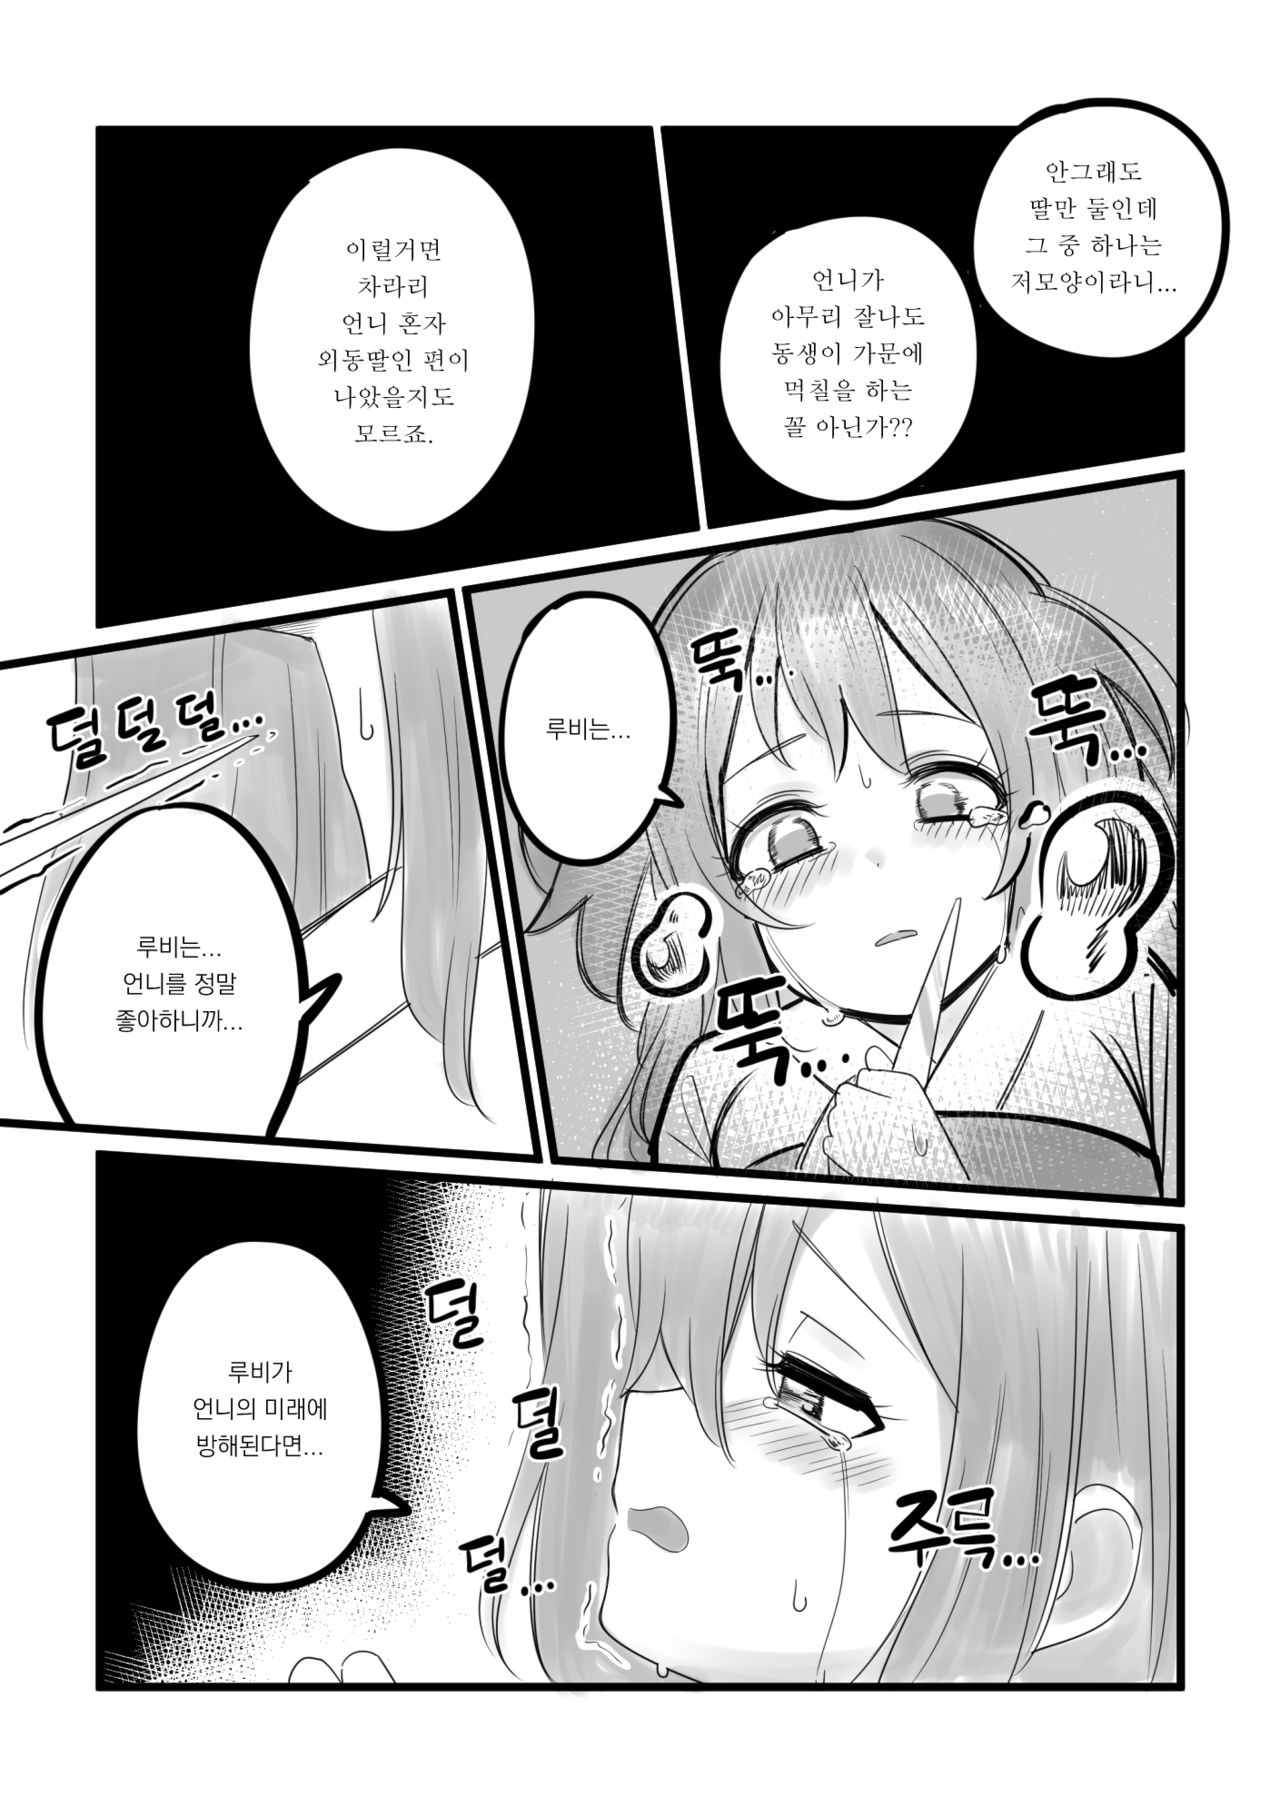 안그래도
딸만 둘인데
그 중 하나는
저모양이라니...
언니가
아무리 잘나도
동생이 가문에
먹칠을 하는
꼴 아닌가??
이럴거면
차라리
언니 혼자
외동딸인 편이
나았을지도
모르죠.
뚝...
뚝...
루비는...
뚝...
덜덜덜...
루비는...
언니를 정말
좋아하니까...
덜
덜
덜...
주륵...
루비가
언니의 미래에
방해된다면...